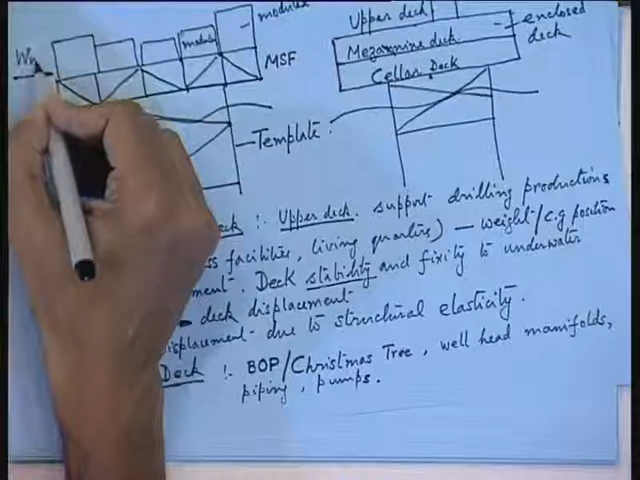 modules
module
MSF
Template.
Upper deck
Mezannine deck
Cellar Deck
enclosed deck
!. Upper deck. support drilling productions
facilities, living quarters) — weight/c.g position
Deck stability and fixity to underwater
deck displacement
due to structural elasticity.
Deck !. BOP/Christmas Tree, well head manifolds,
piping, pumps.